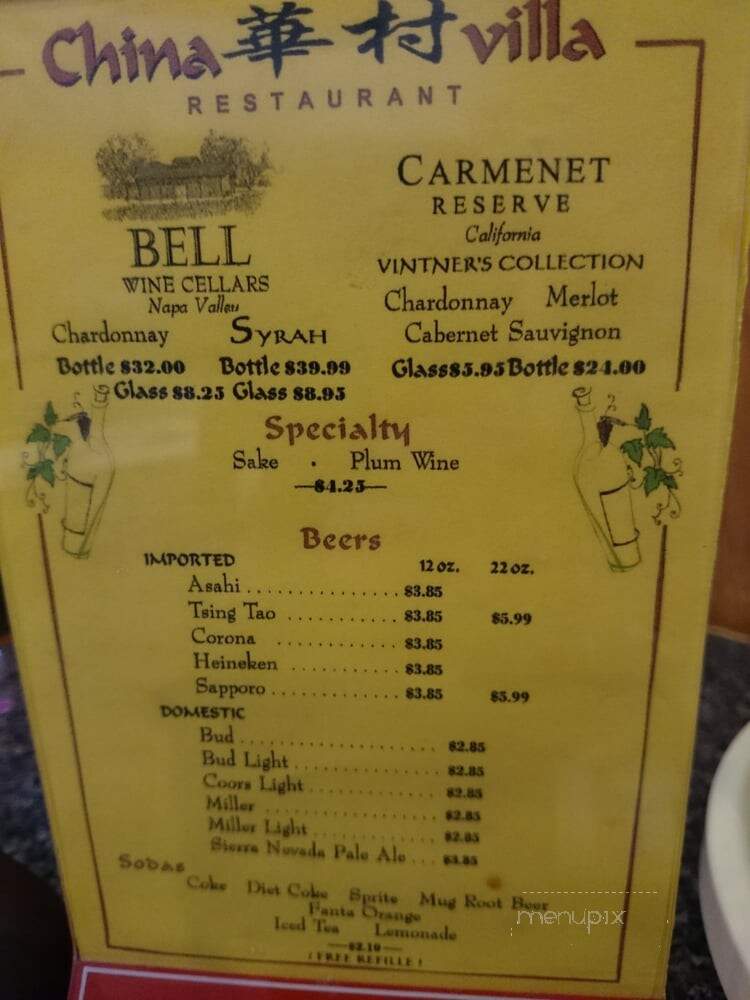 China 華村 villa
RESTAURANT
BELL
WINE CELLARS
Napa Valley
Chardonnay SYRAH
Bottle $32.00 Bottle $39.99
Glass $8.25 Glass $8.95
CARMENET
RESERVE
California
VINTNER'S COLLECTION
Chardonnay Merlot
Cabernet Sauvignon
Glass $5.95 Bottle $24.00
Specialty
Sake · Plum Wine
—$4.25—
Beers
IMPORTED 12 oz. 22 oz.
Asahi ............... $3.85
Tsing Tao ........... $3.85 $5.99
Corona ............ $3.85
Heineken ........... $3.85
Sapporo ............ $3.85 $5.99
DOMESTIC
Bud .................... $2.85
Bud Light .............. $2.85
Coors Light ............. $2.85
Miller ................. $2.85
Miller Light ............ $2.85
Sierra Nevada Pale Ale ... $3.85
Sodas
Coke Diet Coke Sprite Mug Root Beer
Fanta Orange
Iced Tea Lemonade
—$2.10—
( FREE REFILLS )
menupix